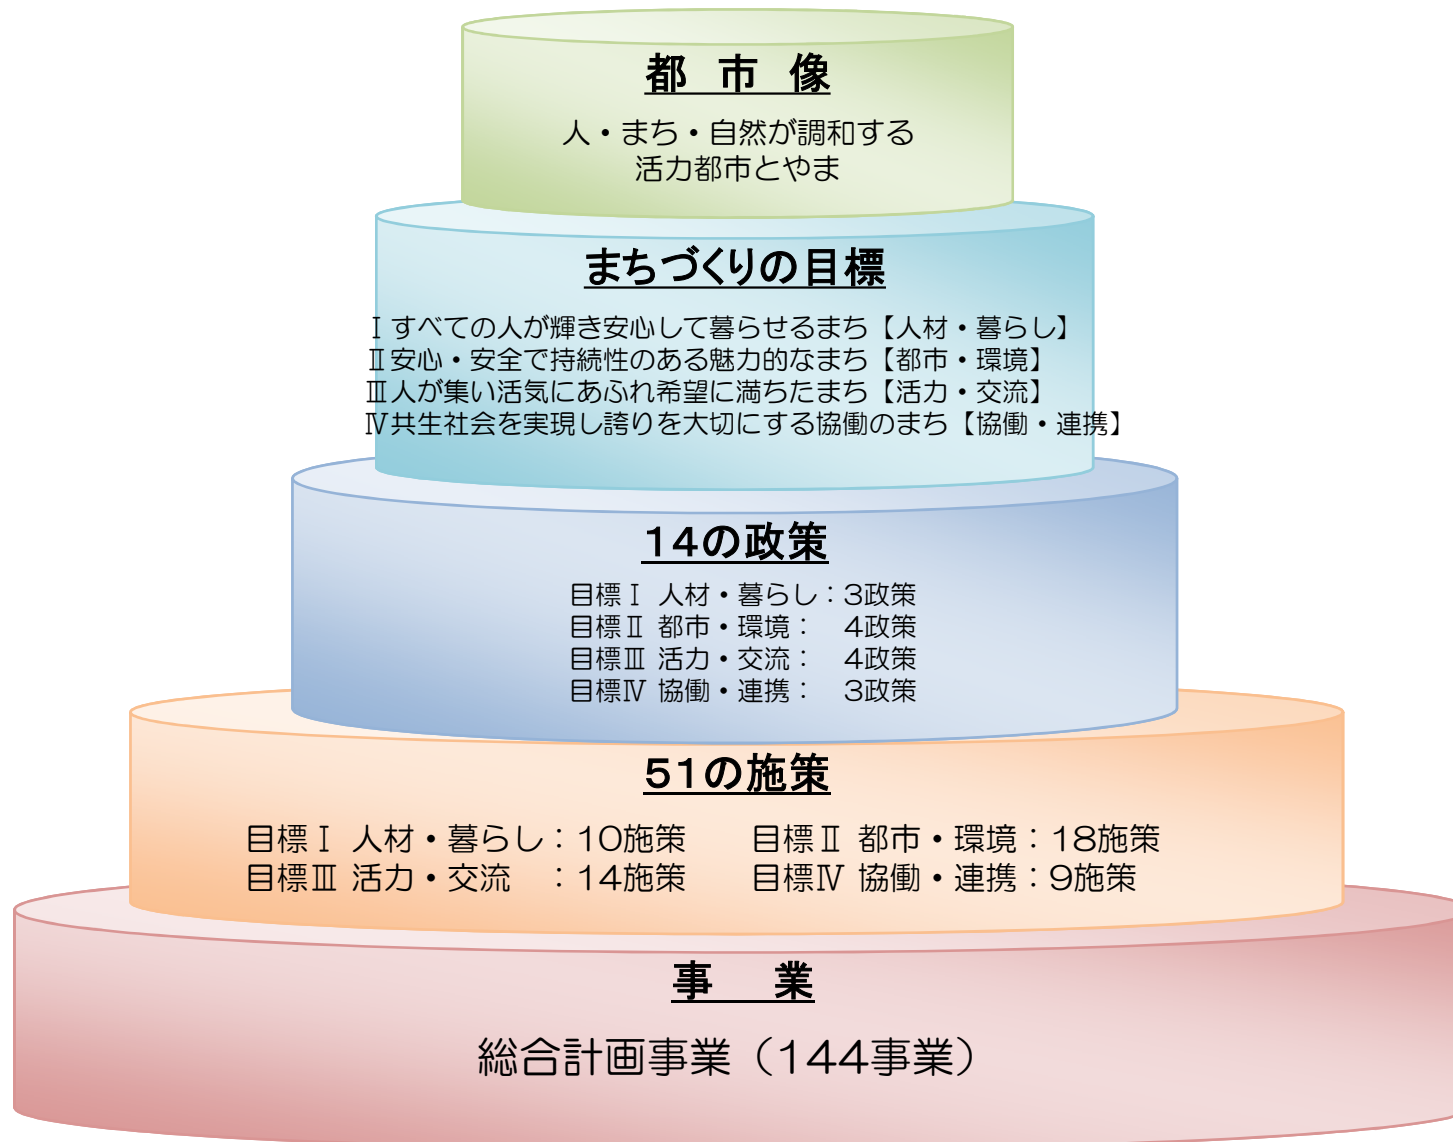 都 市 像
人・まち・自然が調和する
活力都市とやま
まちづくりの目標
Ⅰすべての人が輝き安心して暮らせるまち【人材・暮らし】
Ⅱ安心・安全で持続性のある魅力的なまち【都市・環境】
Ⅲ人が集い活気にあふれ希望に満ちたまち【活力・交流】
Ⅳ共生社会を実現し誇りを大切にする協働のまち【協働・連携】
14の政策
目標Ⅰ 人材・暮らし：3政策
目標Ⅱ 都市・環境： 4政策
目標Ⅲ 活力・交流： 4政策
目標Ⅳ 協働・連携： 3政策
51の施策
目標Ⅰ 人材・暮らし：10施策 目標Ⅱ 都市・環境：18施策
目標Ⅲ 活力・交流 ：14施策 目標Ⅳ 協働・連携：9施策
事 業
総合計画事業（144事業）